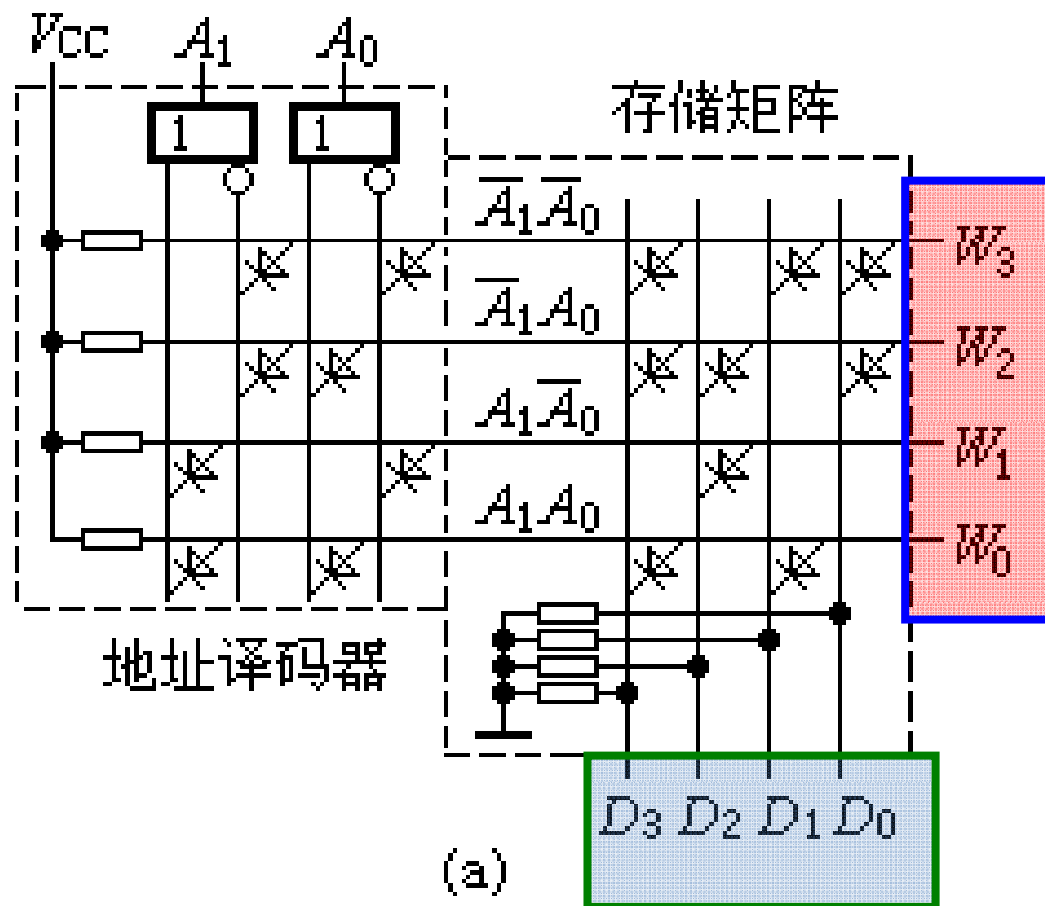 V_CC A₁ A₀
1 1
存储矩阵
A̅₁A̅₀ W₃
A̅₁A₀ W₂
A₁A̅₀ W₁
A₁A₀ W₀
地址译码器
D₃ D₂ D₁ D₀
(a)